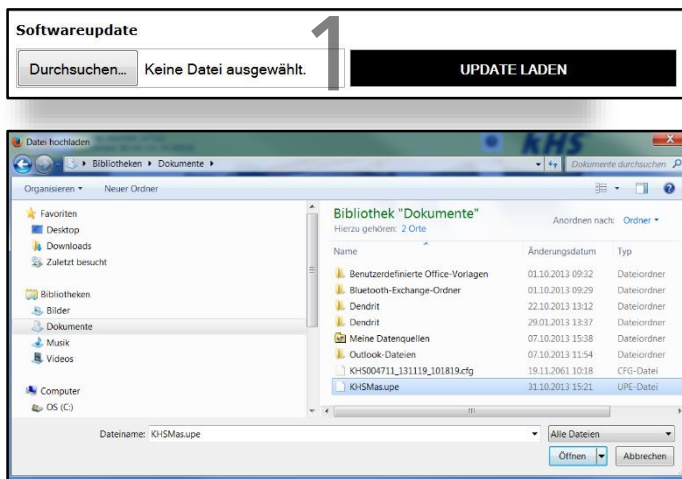 Softwareupdate
1
Durchsuchen... Keine Datei ausgewählt. UPDATE LADEN
Datei hochladen
KHS
Bibliotheken Dokumente Dokumente durchsuchen
Organisieren Neuer Ordner
Favoriten
Desktop
Downloads
Zuletzt besucht
Bibliotheken
Bilder
Dokumente
Musik
Videos
Computer
OS (C:)
Bibliothek "Dokumente"
Hierzu gehören: 2 Orte
Anordnen nach: Ordner
Name Änderungsdatum Typ
Benutzerdefinierte Office-Vorlagen 01.10.2013 09:32 Dateiordner
Bluetooth-Exchange-Ordner 01.10.2013 09:29 Dateiordner
Dendrit 22.10.2013 13:12 Dateiordner
Dendrit 29.01.2013 13:37 Dateiordner
Meine Datenquellen 07.10.2013 15:38 Dateiordner
Outlook-Dateien 07.10.2013 11:54 Dateiordner
KHS004711_131119_101819.cfg 19.11.2061 10:18 CFG-Datei
KHSMas.upe 31.10.2013 15:21 UPE-Datei
Dateiname: KHSMas.upe Alle Dateien
Öffnen Abbrechen